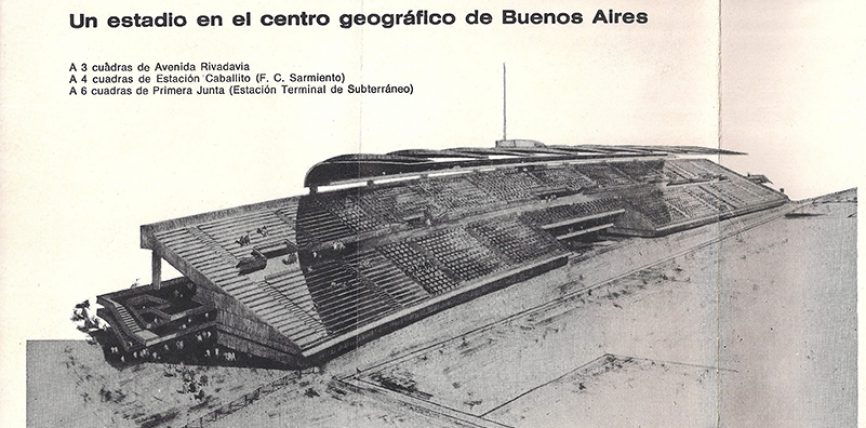 Un estadio en el centro geográfico de Buenos Aires
A 3 cuàdras de Avenida Rivadavia
A 4 cuadras de Estación Caballito (F. C. Sarmiento)
A 6 cuadras de Primera Junta (Estación Terminal de Subterráneo)